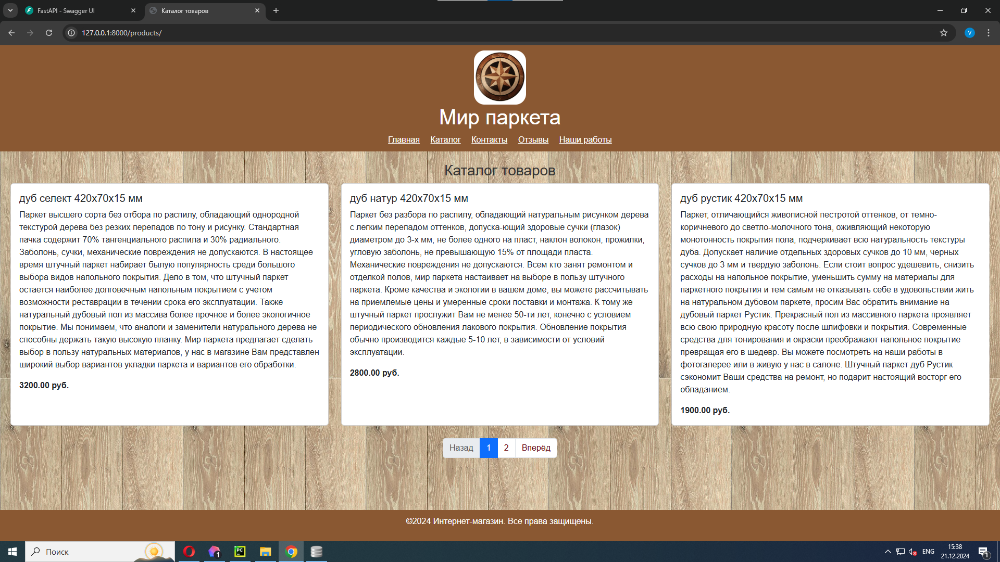 FastAPI - Swagger UI
Каталог товаров
127.0.0.1:8000/products/
V
Мир паркета
Главная Каталог Контакты Отзывы Наши работы
Каталог товаров
дуб селект 420х70х15 мм
Паркет высшего сорта без отбора по распилу, обладающий однородной
текстурой дерева без резких перепадов по тону и рисунку. Стандартная
пачка содержит 70% тангенциального распила и 30% радиального.
Заболонь, сучки, механические повреждения не допускаются. В настоящее
время штучный паркет набирает былую популярность среди большого
выбора видов напольного покрытия. Дело в том, что штучный паркет
остается наиболее долговечным напольным покрытием с учетом
возможности реставрации в течении срока его эксплуатации. Также
натуральный дубовый пол из массива более прочное и более экологичное
покрытие. Мы понимаем, что аналоги и заменители натурального дерева не
способны держать такую высокую планку. Мир паркета предлагает сделать
выбор в пользу натуральных материалов, у нас в магазине Вам представлен
широкий выбор вариантов укладки паркета и вариантов его обработки.
3200.00 руб.
дуб натур 420х70х15 мм
Паркет без разбора по распилу, обладающий натуральным рисунком дерева
с легким перепадом оттенков, допуска-ющий здоровые сучки (глазок)
диаметром до 3-х мм, не более одного на пласт, наклон волокон, прожилки,
угловую заболонь, не превышающую 15% от площади пласта.
Механические повреждения не допускаются. Всем кто занят ремонтом и
отделкой полов, мир паркета настаивает на выборе в пользу штучного
паркета. Кроме качества и экологии в вашем доме, вы можете рассчитывать
на приемлемые цены и умеренные сроки поставки и монтажа. К тому же
штучный паркет прослужит Вам не менее 50-ти лет, конечно с условием
периодического обновления лакового покрытия. Обновление покрытия
обычно производится каждые 5-10 лет, в зависимости от условий
эксплуатации.
2800.00 руб.
дуб рустик 420х70х15 мм
Паркет, отличающийся живописной пестротой оттенков, от темно-
коричневого до светло-молочного тона, оживляющий некоторую
монотонность покрытия пола, подчеркивает всю натуральность текстуры
дуба. Допускает наличие отдельных здоровых сучков до 10 мм, черных
сучков до 3 мм и твердую заболонь. Если стоит вопрос удешевить, снизить
расходы на напольное покрытие, уменьшить сумму на материалы для
паркетного покрытия и тем самым не отказывать себе в удовольствии жить
на натуральном дубовом паркете, просим Вас обратить внимание на
дубовый паркет Рустик. Прекрасный пол из массивного паркета проявляет
всю свою природную красоту после шлифовки и покрытия. Современные
средства для тонирования и окраски преображают напольное покрытие
превращая его в шедевр. Вы можете посмотреть на наши работы в
фотогалерее или в живую у нас в салоне. Штучный паркет дуб Рустик
сэкономит Ваши средства на ремонт, но подарит настоящий восторг его
обладанием.
1900.00 руб.
Назад 1 2 Вперёд
©2024 Интернет-магазин. Все права защищены.
Поиск
1
PC
ENG
15:38
21.12.2024
1